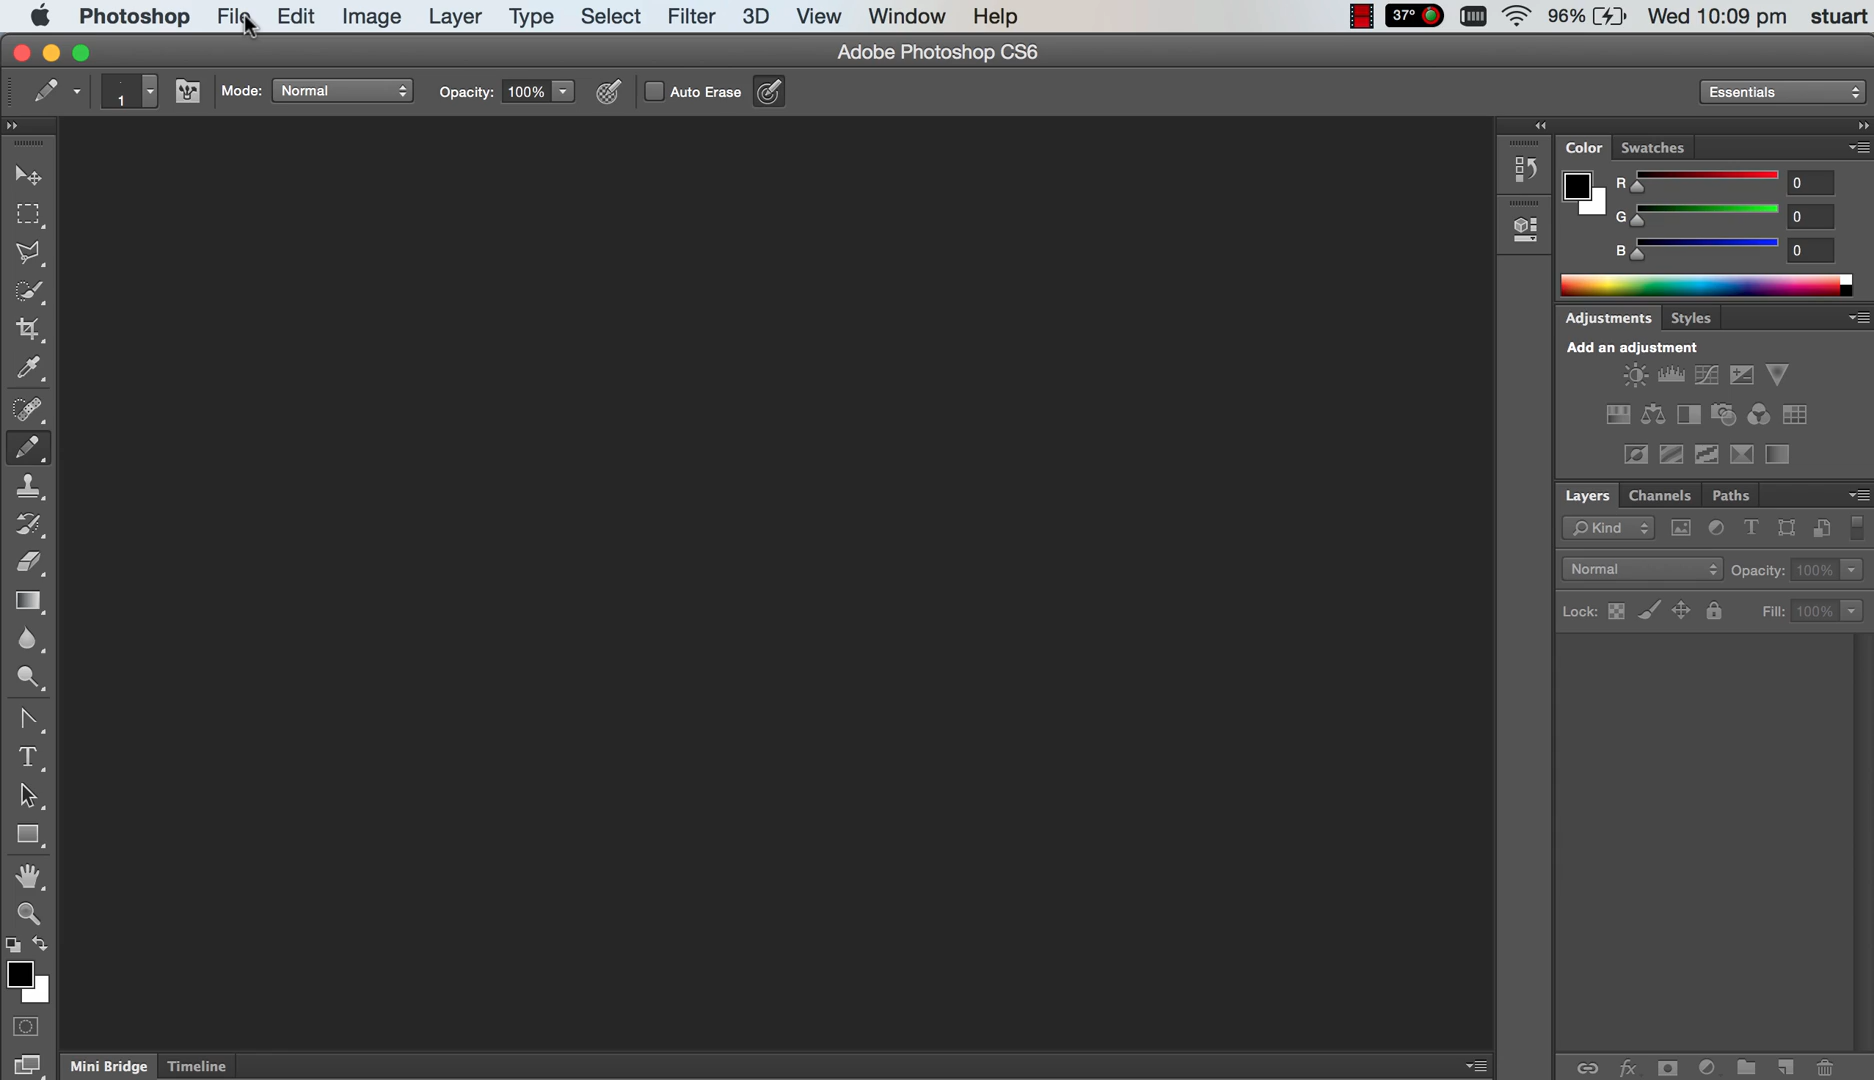 Photoshop File Edit Image Layer Type Select Filter 3D View Window Help 37° 96% Wed 10:09 pm stuart
Adobe Photoshop CS6
1 Mode: Normal Opacity: 100% Auto Erase Essentials
Color Swatches
R 0
G 0
B 0
Adjustments Styles
Add an adjustment
Layers Channels Paths
Kind
Normal Opacity: 100%
Lock: Fill: 100%
Mini Bridge Timeline